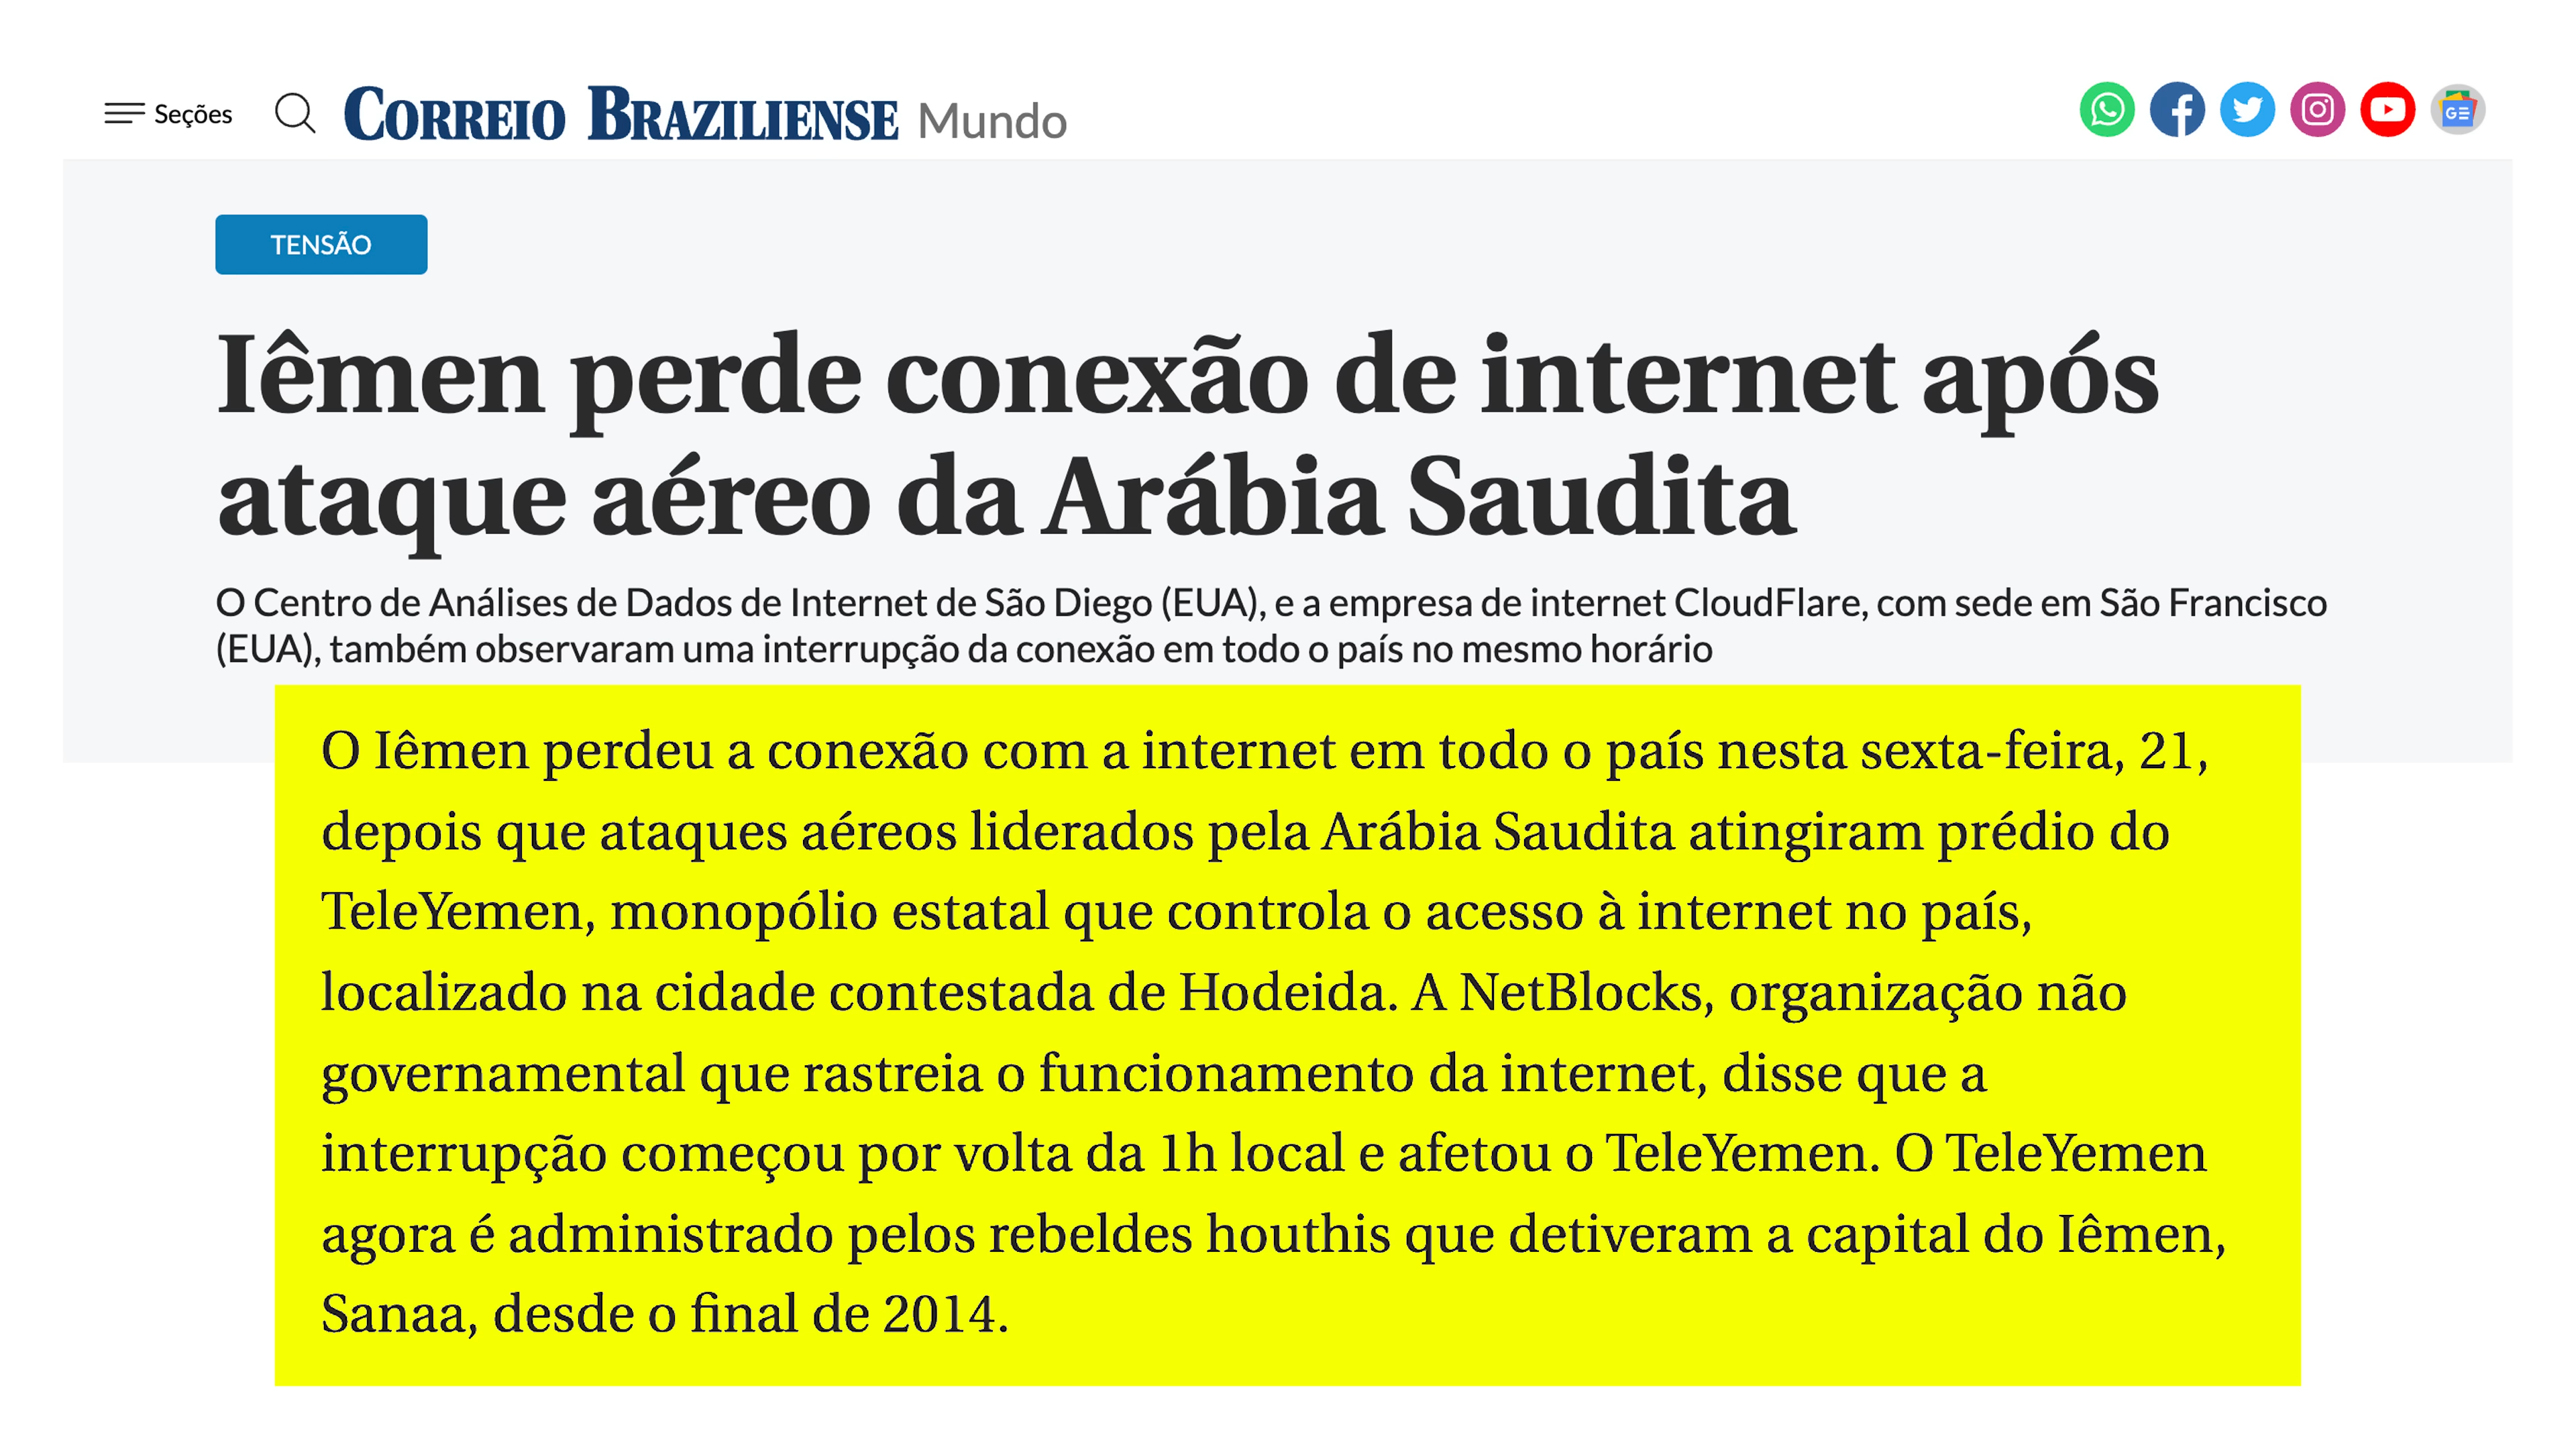 Seções
CORREIO BRAZILIENSE Mundo
GE
TENSÃO
Iêmen perde conexão de internet após
ataque aéreo da Arábia Saudita
O Centro de Análises de Dados de Internet de São Diego (EUA), e a empresa de internet CloudFlare, com sede em São Francisco
(EUA), também observaram uma interrupção da conexão em todo o país no mesmo horário
O Iêmen perdeu a conexão com a internet em todo o país nesta sexta-feira, 21,
depois que ataques aéreos liderados pela Arábia Saudita atingiram prédio do
TeleYemen, monopólio estatal que controla o acesso à internet no país,
localizado na cidade contestada de Hodeida. A NetBlocks, organização não
governamental que rastreia o funcionamento da internet, disse que a
interrupção começou por volta da 1h local e afetou o TeleYemen. O TeleYemen
agora é administrado pelos rebeldes houthis que detiveram a capital do Iêmen,
Sanaa, desde o final de 2014.